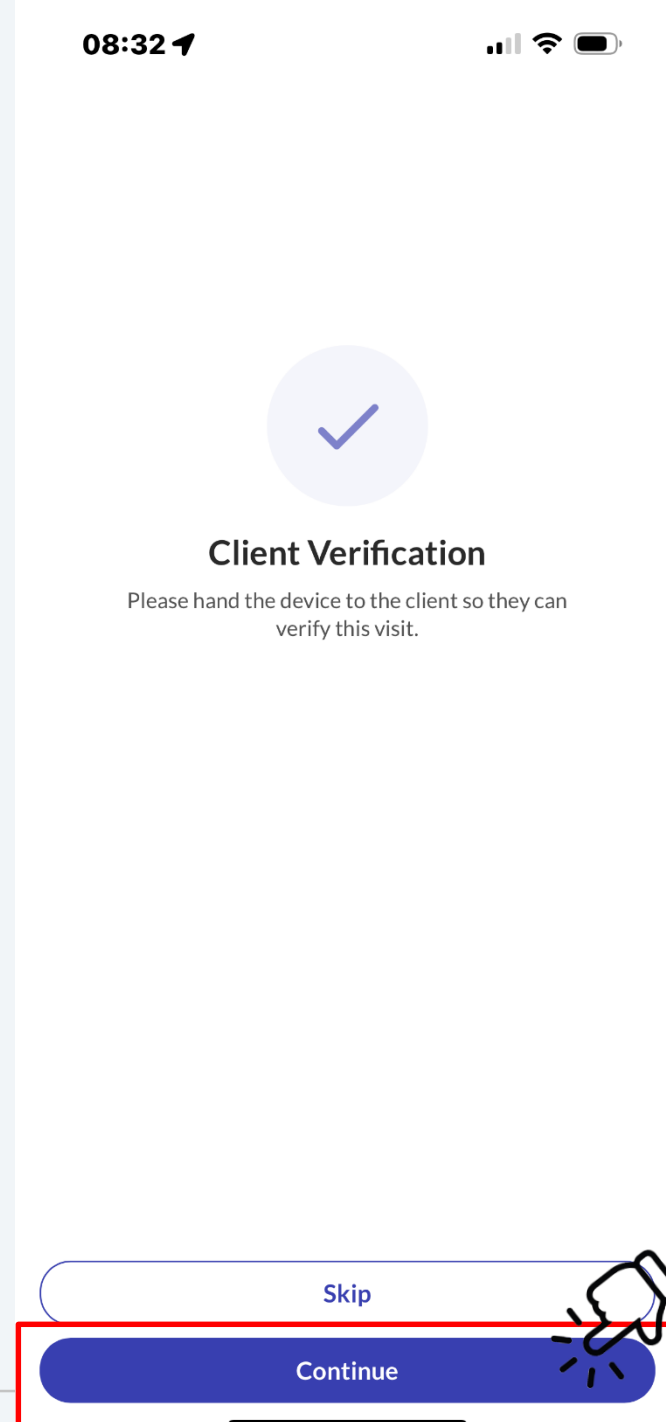 08:32
Client Verification
Please hand the device to the client so they can
verify this visit.
Skip
Continue